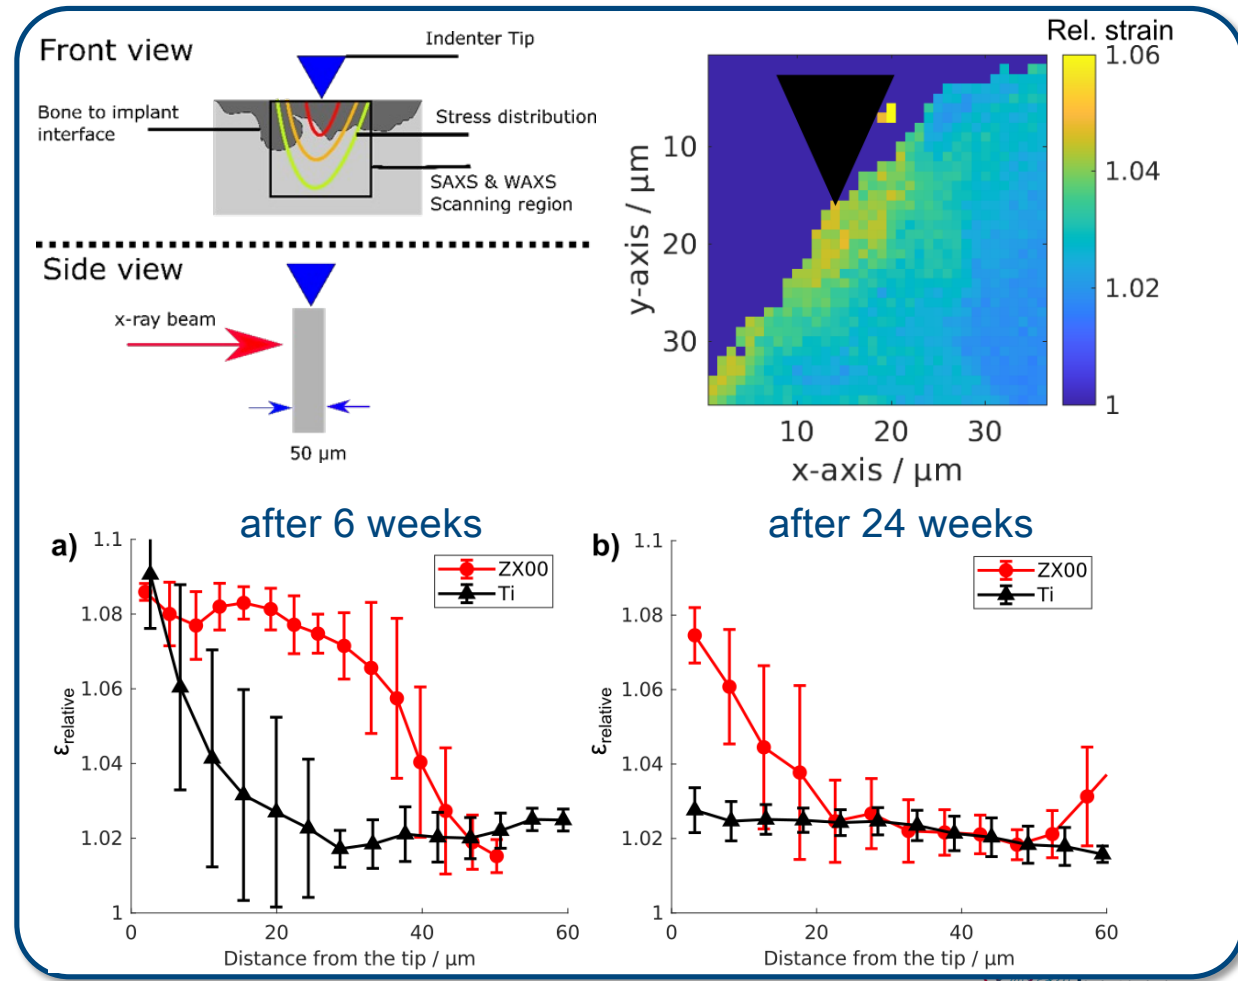 Front view
Indenter Tip
Bone to implant
interface
Stress distribution
SAXS & WAXS
Scanning region
Side view
x-ray beam
50 µm
Rel. strain
1.06
1.04
1.02
1
10
20
30
y-axis / µm
10
20
30
x-axis / µm
after 6 weeks
a)
1.1
1.08
1.06
1.04
1.02
1
εrelative
ZX00
Ti
0
20
40
60
Distance from the tip / µm
after 24 weeks
b)
1.1
1.08
1.06
1.04
1.02
1
εrelative
ZX00
Ti
0
20
40
60
Distance from the tip / µm